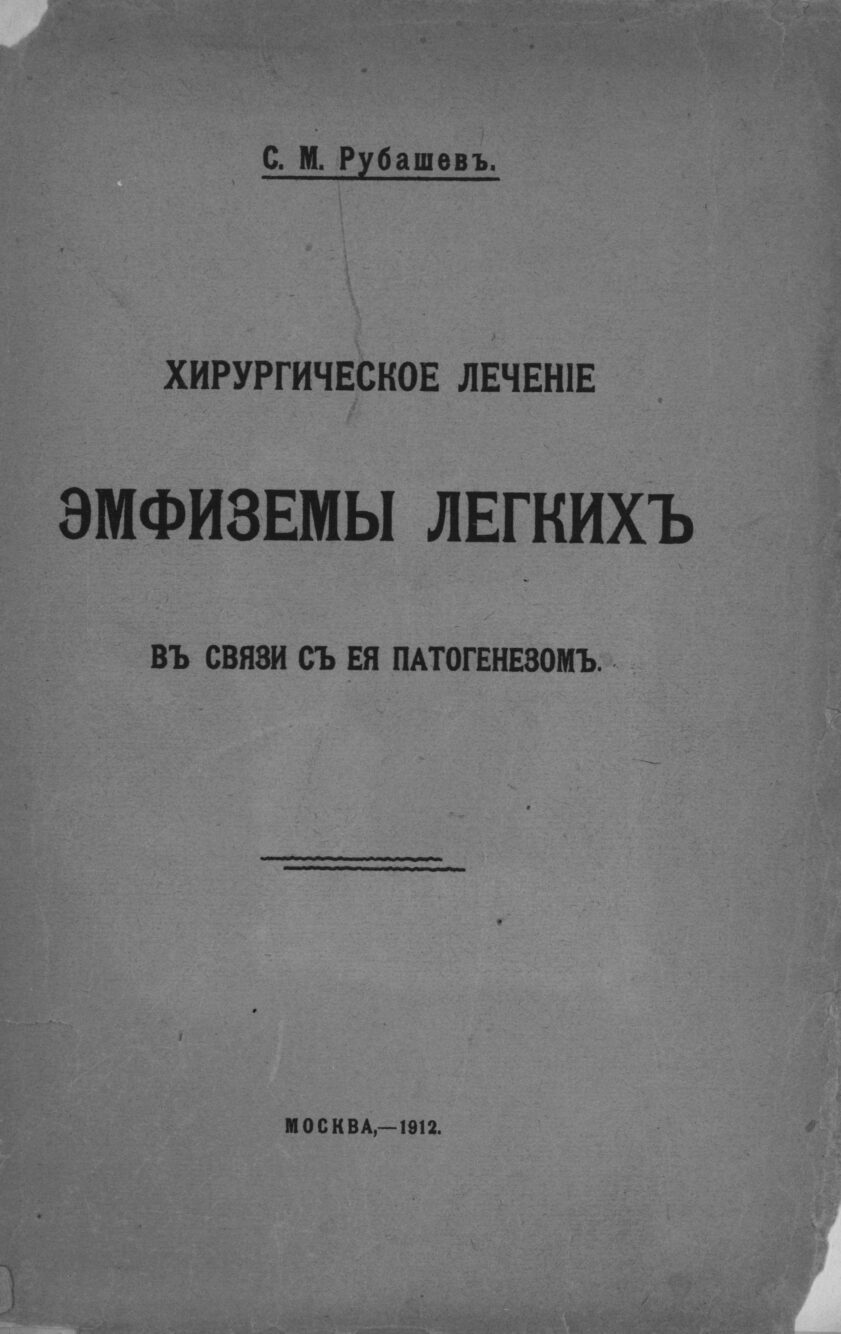 С. М. Рубашевъ.
ХИРУРГИЧЕСКОЕ ЛЕЧЕНІЕ
ЭМФИЗЕМЫ ЛЕГКИХЪ
ВЪ СВЯЗИ СЪ ЕЯ ПАТОГЕНЕЗОМЪ.
МОСКВА,—1912.